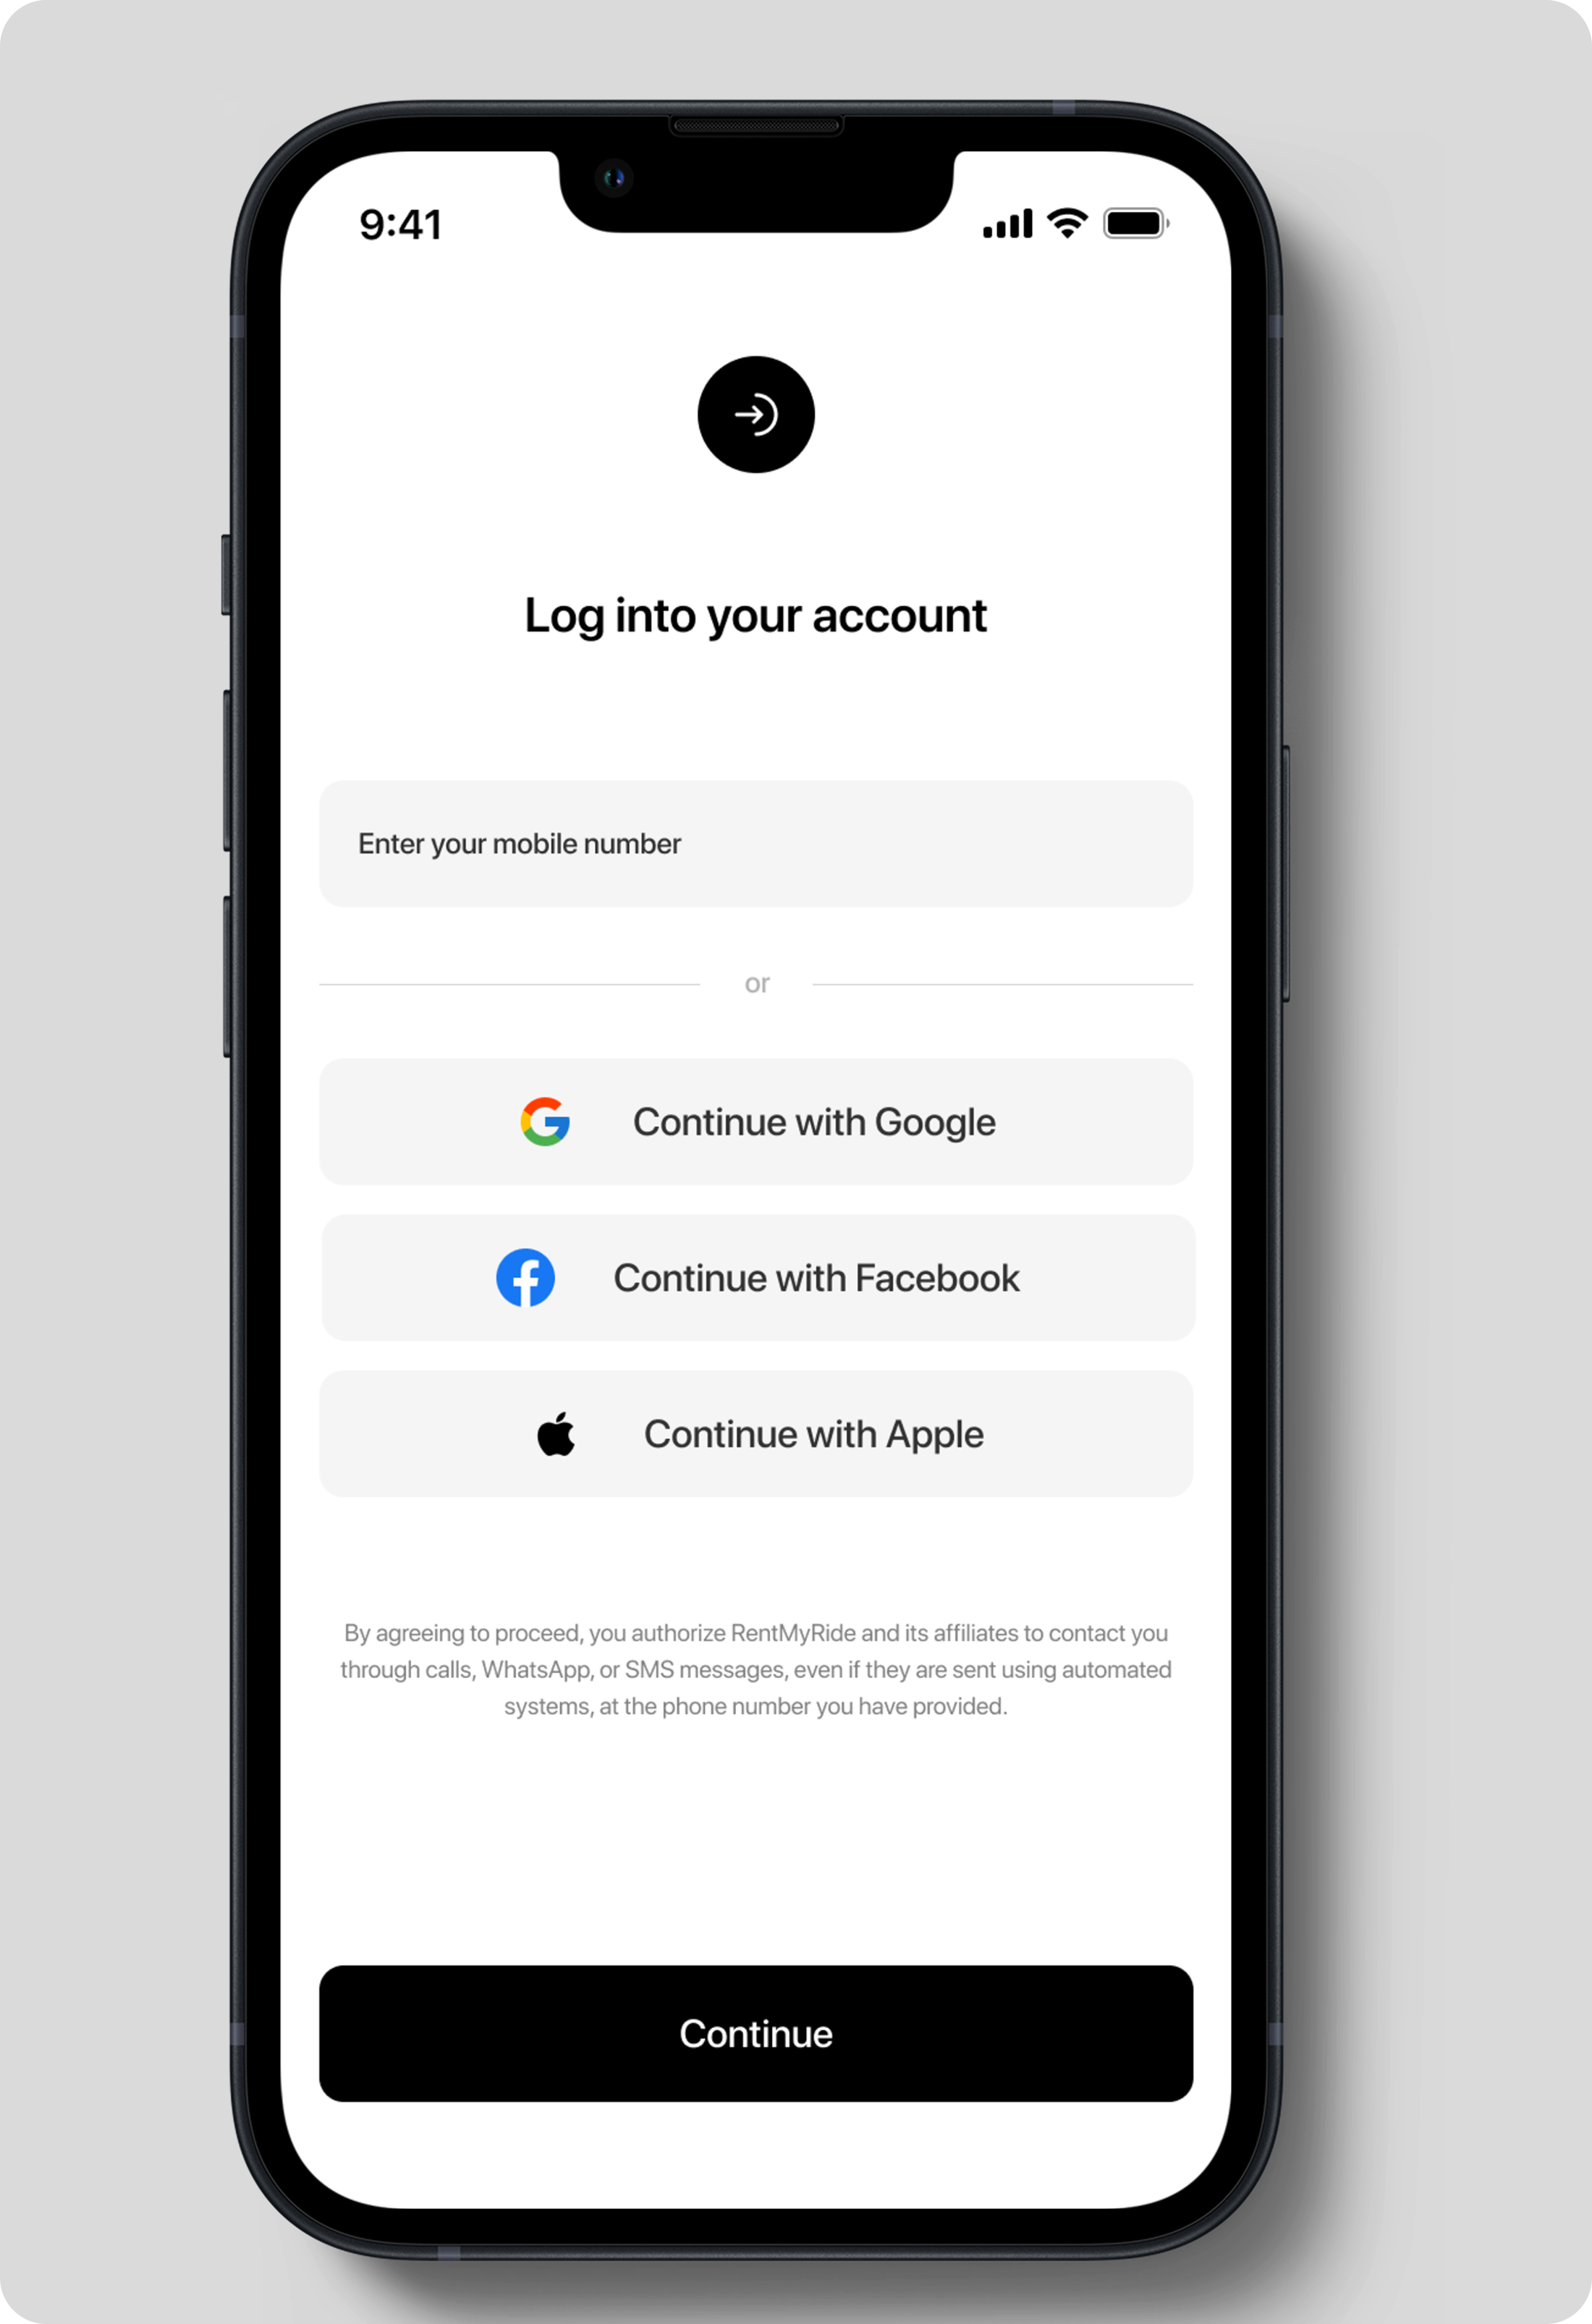 9:41
Log into your account
Enter your mobile number
or
Continue with Google
Continue with Facebook
Continue with Apple
By agreeing to proceed, you authorize RentMyRide and its affiliates to contact you
through calls, WhatsApp, or SMS messages, even if they are sent using automated
systems, at the phone number you have provided.
Continue